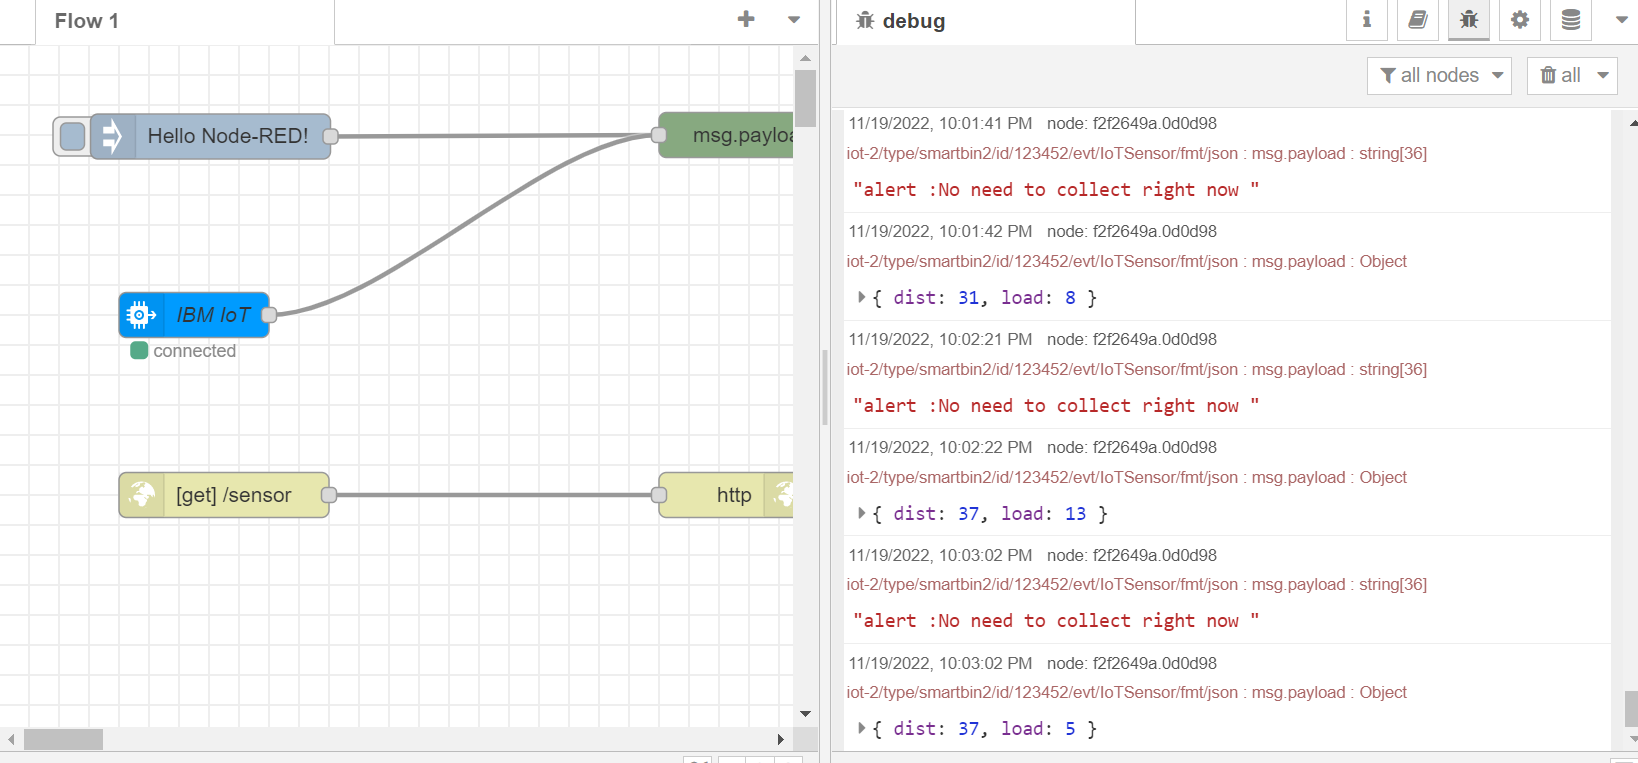 Flow 1
Hello Node-RED!
msg.payloa
IBM IoT
connected
[get] /sensor
http
debug
all nodes
all
11/19/2022, 10:01:41 PM node: f2f2649a.0d0d98
iot-2/type/smartbin2/id/123452/evt/IoTSensor/fmt/json : msg.payload : string[36]
"alert :No need to collect right now "
11/19/2022, 10:01:42 PM node: f2f2649a.0d0d98
iot-2/type/smartbin2/id/123452/evt/IoTSensor/fmt/json : msg.payload : Object
{ dist: 31, load: 8 }
11/19/2022, 10:02:21 PM node: f2f2649a.0d0d98
iot-2/type/smartbin2/id/123452/evt/IoTSensor/fmt/json : msg.payload : string[36]
"alert :No need to collect right now "
11/19/2022, 10:02:22 PM node: f2f2649a.0d0d98
iot-2/type/smartbin2/id/123452/evt/IoTSensor/fmt/json : msg.payload : Object
{ dist: 37, load: 13 }
11/19/2022, 10:03:02 PM node: f2f2649a.0d0d98
iot-2/type/smartbin2/id/123452/evt/IoTSensor/fmt/json : msg.payload : string[36]
"alert :No need to collect right now "
11/19/2022, 10:03:02 PM node: f2f2649a.0d0d98
iot-2/type/smartbin2/id/123452/evt/IoTSensor/fmt/json : msg.payload : Object
{ dist: 37, load: 5 }